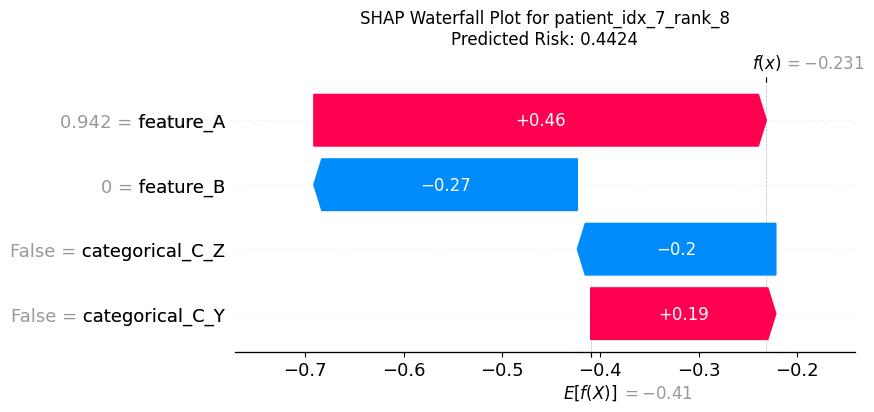 SHAP Waterfall Plot for patient_idx_7_rank_8
Predicted Risk: 0.4424
f(x) = −0.231
0.942 = feature_A
+0.46
0 = feature_B
−0.27
False = categorical_C_Z
−0.2
False = categorical_C_Y
+0.19
−0.7 −0.6 −0.5 −0.4 −0.3 −0.2
E[f(X)] = −0.41